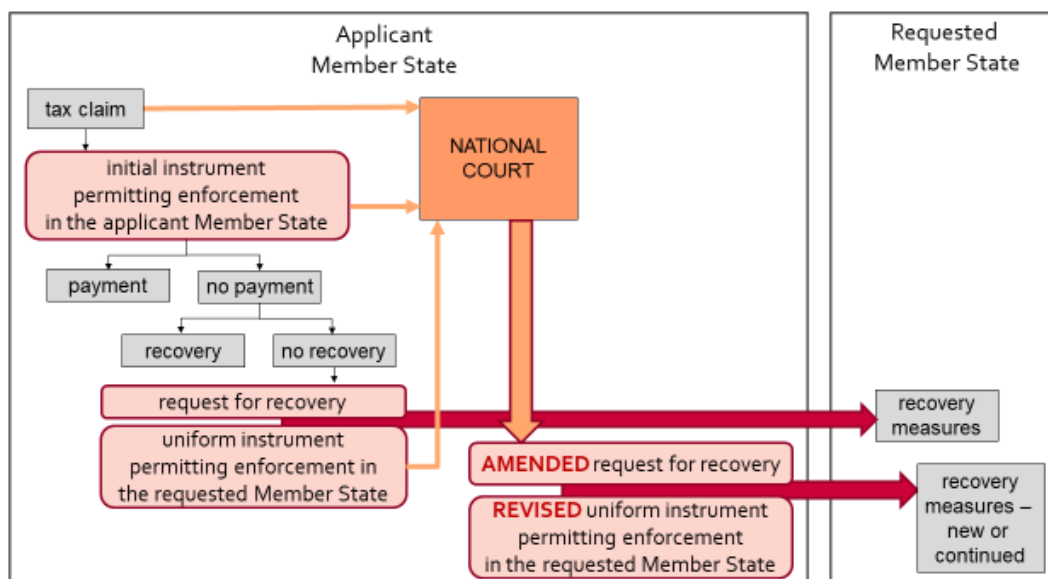 Applicant
Member State
Requested
Member State
tax claim
NATIONAL
COURT
initial instrument
permitting enforcement
in the applicant Member State
payment
no payment
recovery
no recovery
request for recovery
recovery
measures
uniform instrument
permitting enforcement in
the requested Member State
AMENDED request for recovery
REVISED uniform instrument
permitting enforcement
in the requested Member State
recovery
measures –
new or
continued